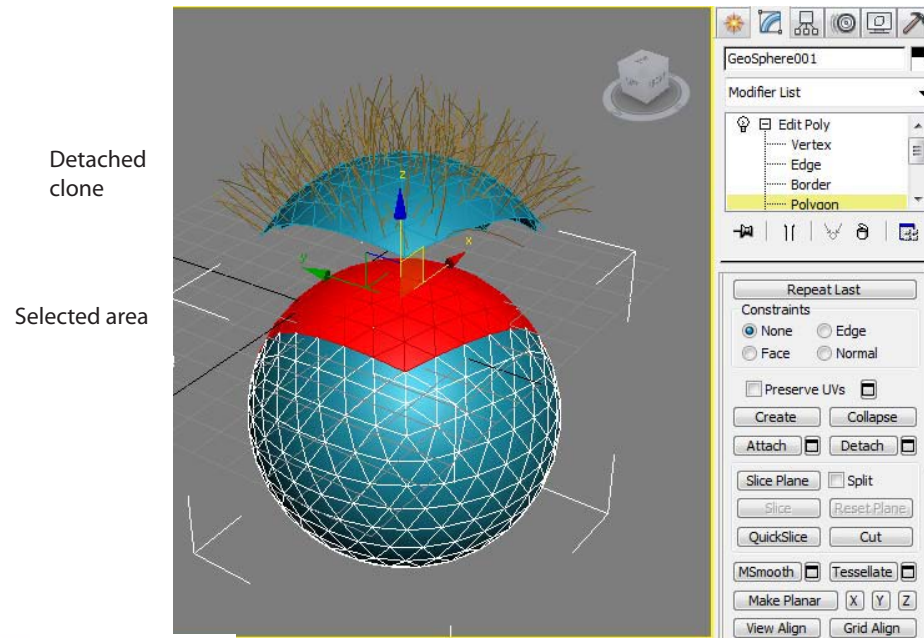 Detached
clone
Selected area
z
x
y
GeoSphere001
Modifier List
Edit Poly
Vertex
Edge
Border
Polygon
Repeat Last
Constraints
None Edge
Face Normal
Preserve UVs
Create Collapse
Attach Detach
Slice Plane Split
Slice Reset Plane
QuickSlice Cut
MSmooth Tessellate
Make Planar X Y Z
View Align Grid Align